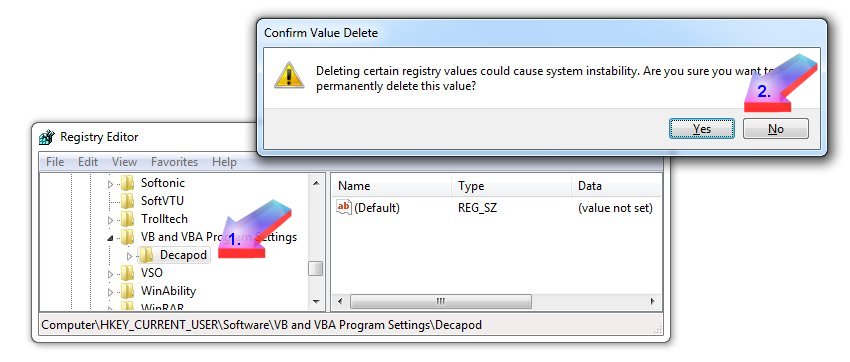 Confirm Value Delete
Deleting certain registry values could cause system instability. Are you sure you want to
permanently delete this value?
2.
Yes
No
Registry Editor
File Edit View Favorites Help
Softonic
SoftVTU
Trolltech
VB and VBA Program Settings
1.
Decapod
VSO
WinAbility
WinRAR
Name Type Data
ab (Default) REG_SZ (value not set)
Computer\HKEY_CURRENT_USER\Software\VB and VBA Program Settings\Decapod